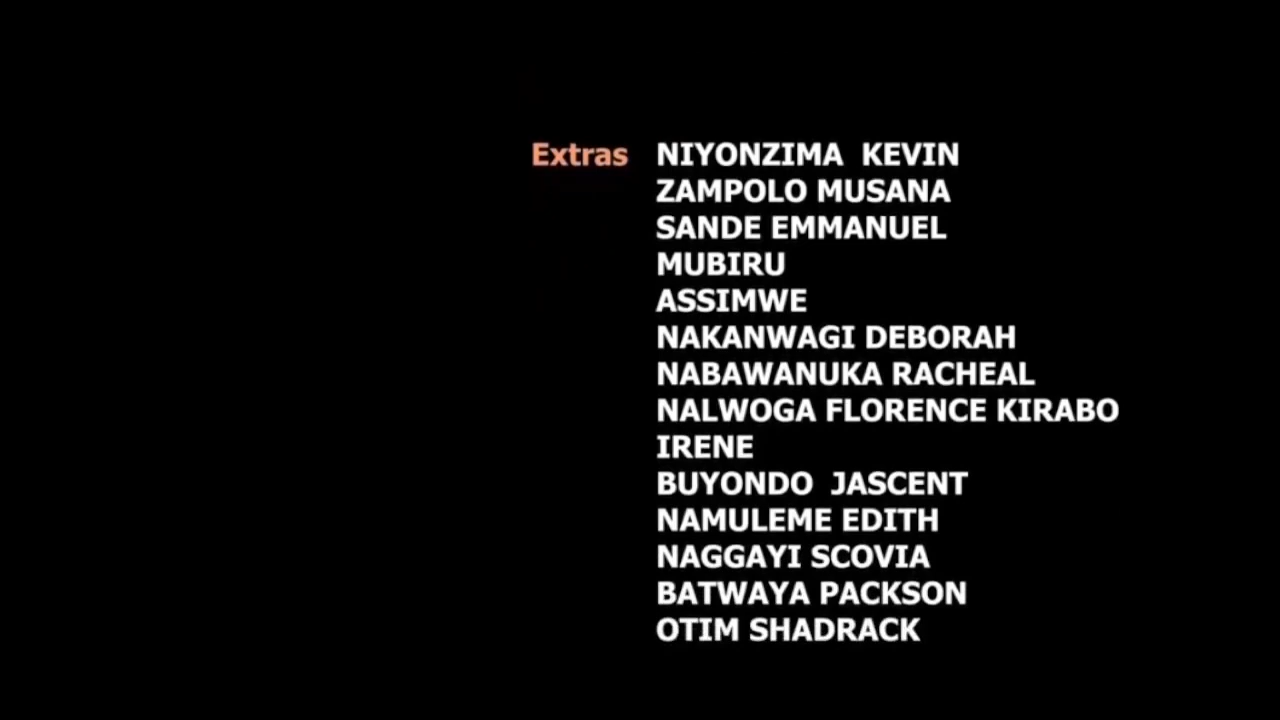 Extras NIYONZIMA  KEVIN
ZAMPOLO MUSANA
SANDE EMMANUEL
MUBIRU
ASSIMWE
NAKANWAGI DEBORAH
NABAWANUKA RACHEAL
NALWOGA FLORENCE KIRABO
IRENE
BUYONDO  JASCENT
NAMULEME EDITH
NAGGAYI SCOVIA
BATWAYA PACKSON
OTIM SHADRACK